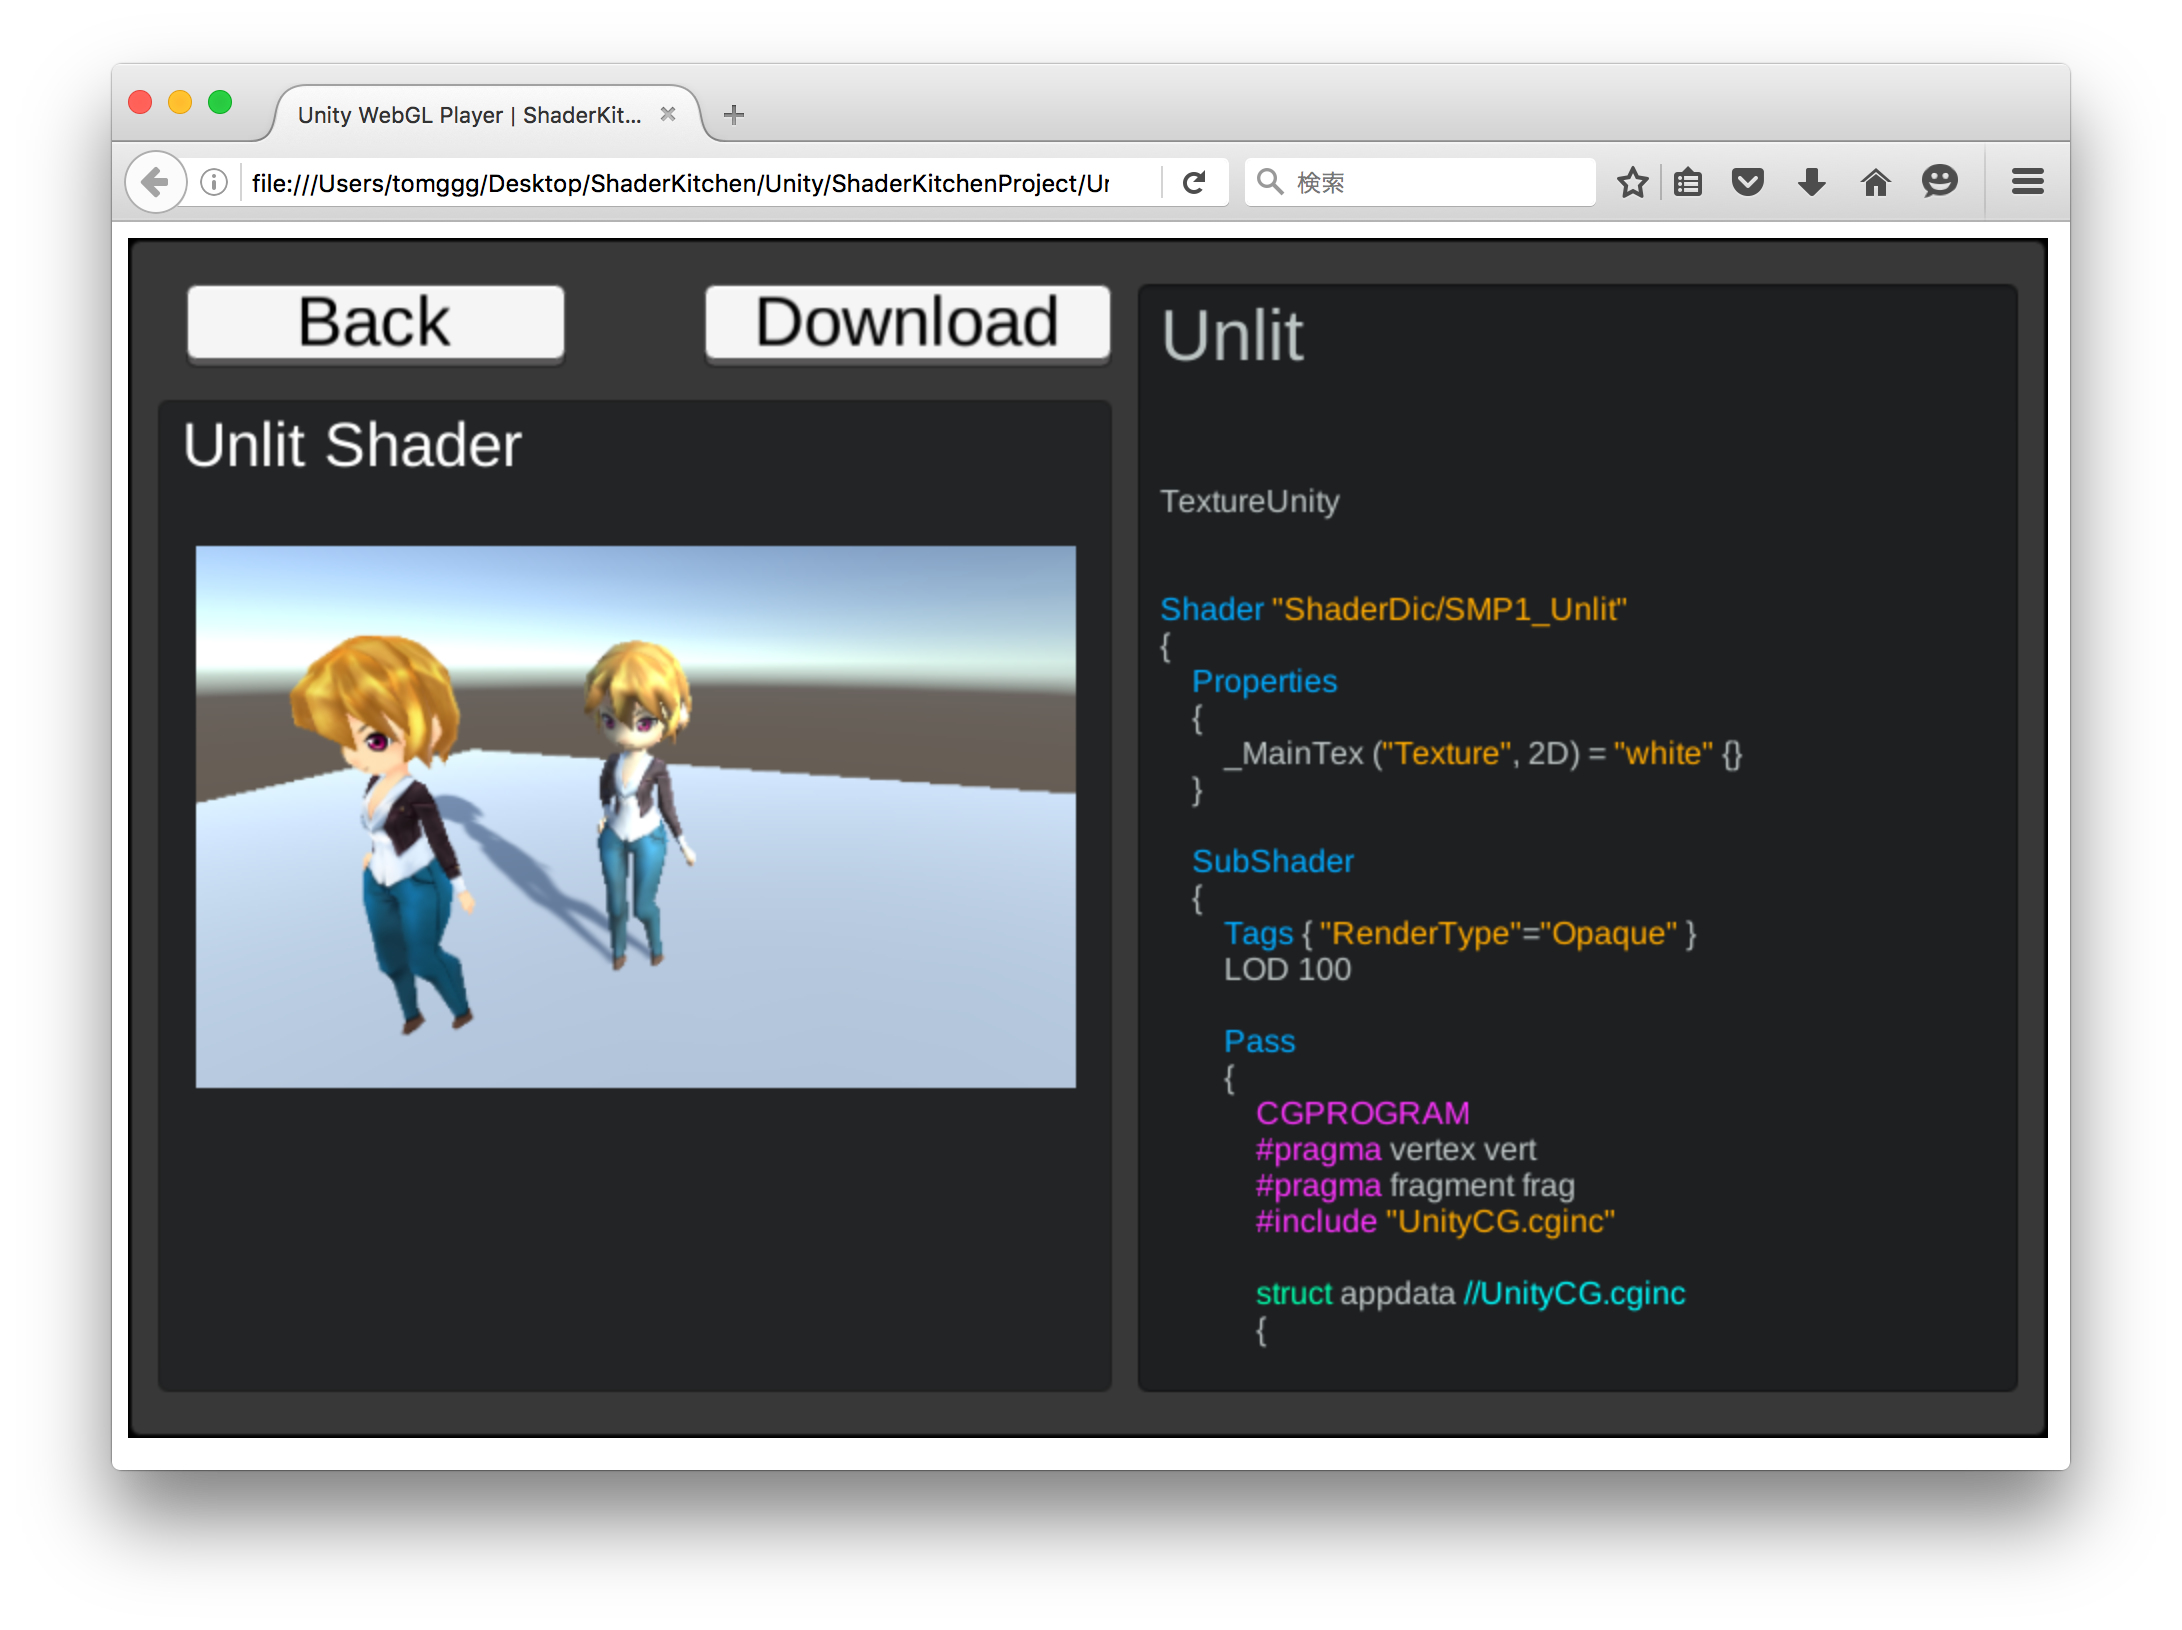 Unity WebGL Player | ShaderKit...
file:///Users/tomggg/Desktop/ShaderKitchen/Unity/ShaderKitchenProject/Ur
検索
Back
Download
Unlit Shader
Unlit
TextureUnity
Shader "ShaderDic/SMP1_Unlit"
{
Properties
{
_MainTex ("Texture", 2D) = "white" {}
}
SubShader
{
Tags { "RenderType"="Opaque" }
LOD 100
Pass
{
CGPROGRAM
#pragma vertex vert
#pragma fragment frag
#include "UnityCG.cginc"
struct appdata //UnityCG.cginc
{